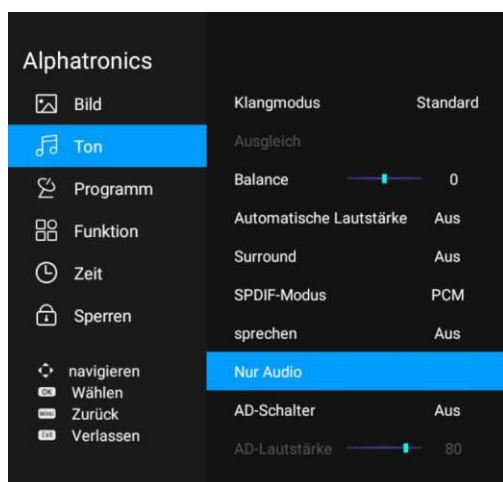 Alphatronics
Bild
Ton
Programm
Funktion
Zeit
Sperren
navigieren
OK Wählen
MENU Zurück
Exit Verlassen
Klangmodus Standard
Ausgleich
Balance 0
Automatische Lautstärke Aus
Surround Aus
SPDIF-Modus PCM
sprechen Aus
Nur Audio
AD-Schalter Aus
AD-Lautstärke 80